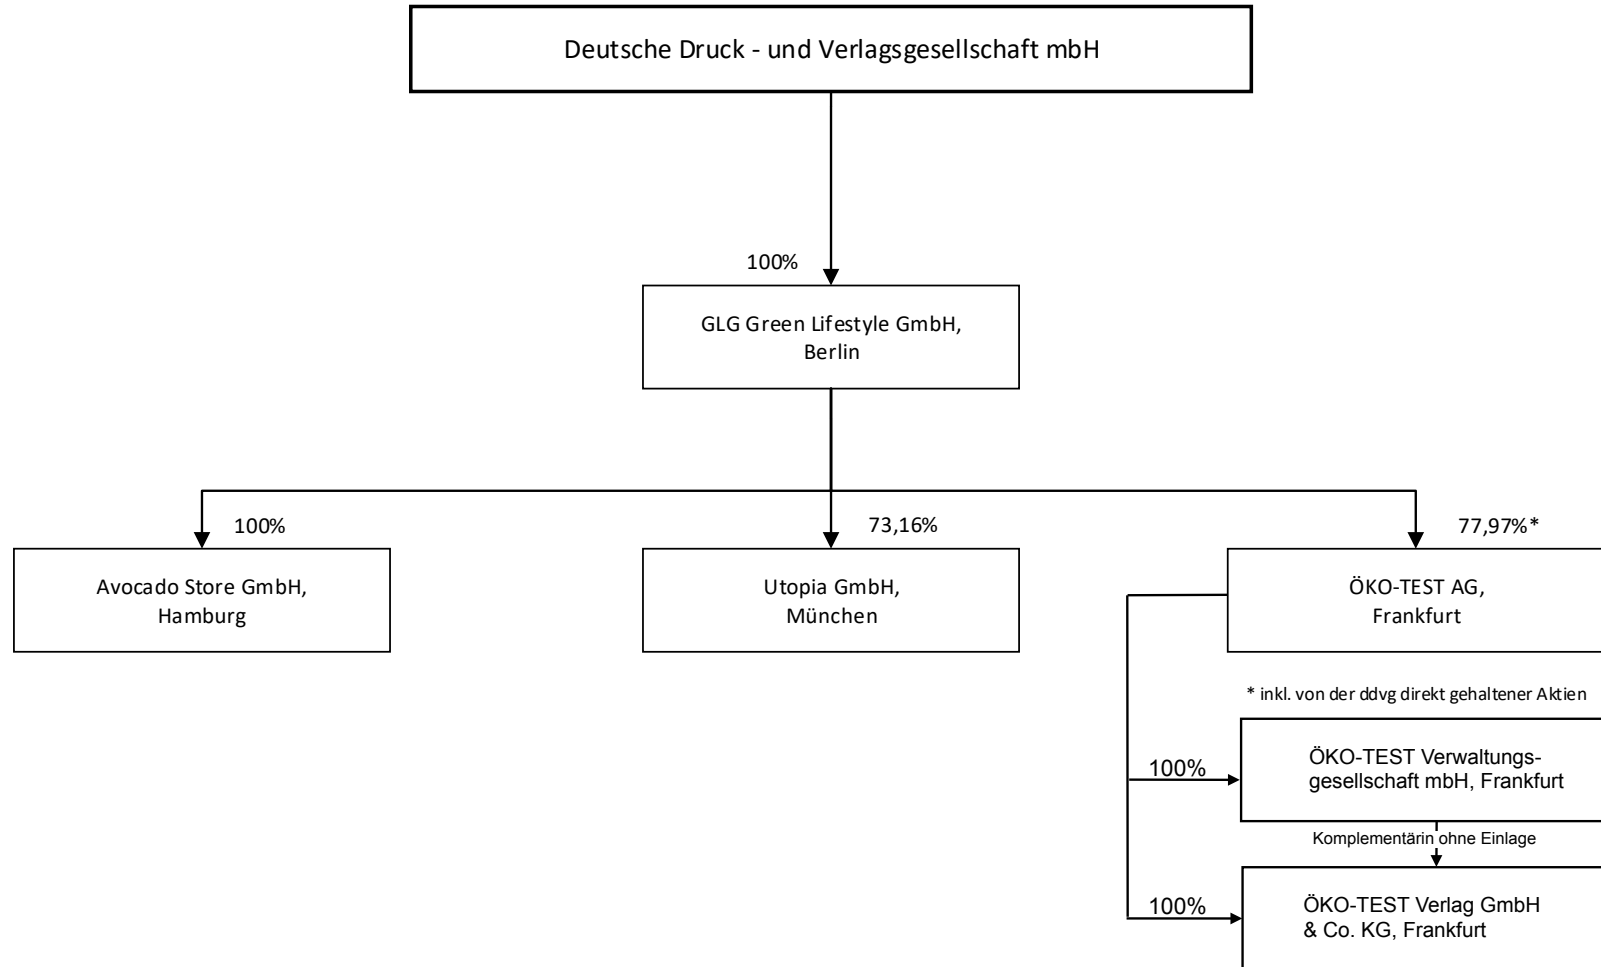 Deutsche Druck - und Verlagsgesellschaft mbH
100%
GLG Green Lifestyle GmbH,
Berlin
100%
73,16%
77,97%*
Avocado Store GmbH,
Hamburg
Utopia GmbH,
München
ÖKO-TEST AG,
Frankfurt
* inkl. von der ddvg direkt gehaltener Aktien
100%
ÖKO-TEST Verwaltungs-
gesellschaft mbH, Frankfurt
Komplementärin ohne Einlage
100%
ÖKO-TEST Verlag GmbH
& Co. KG, Frankfurt